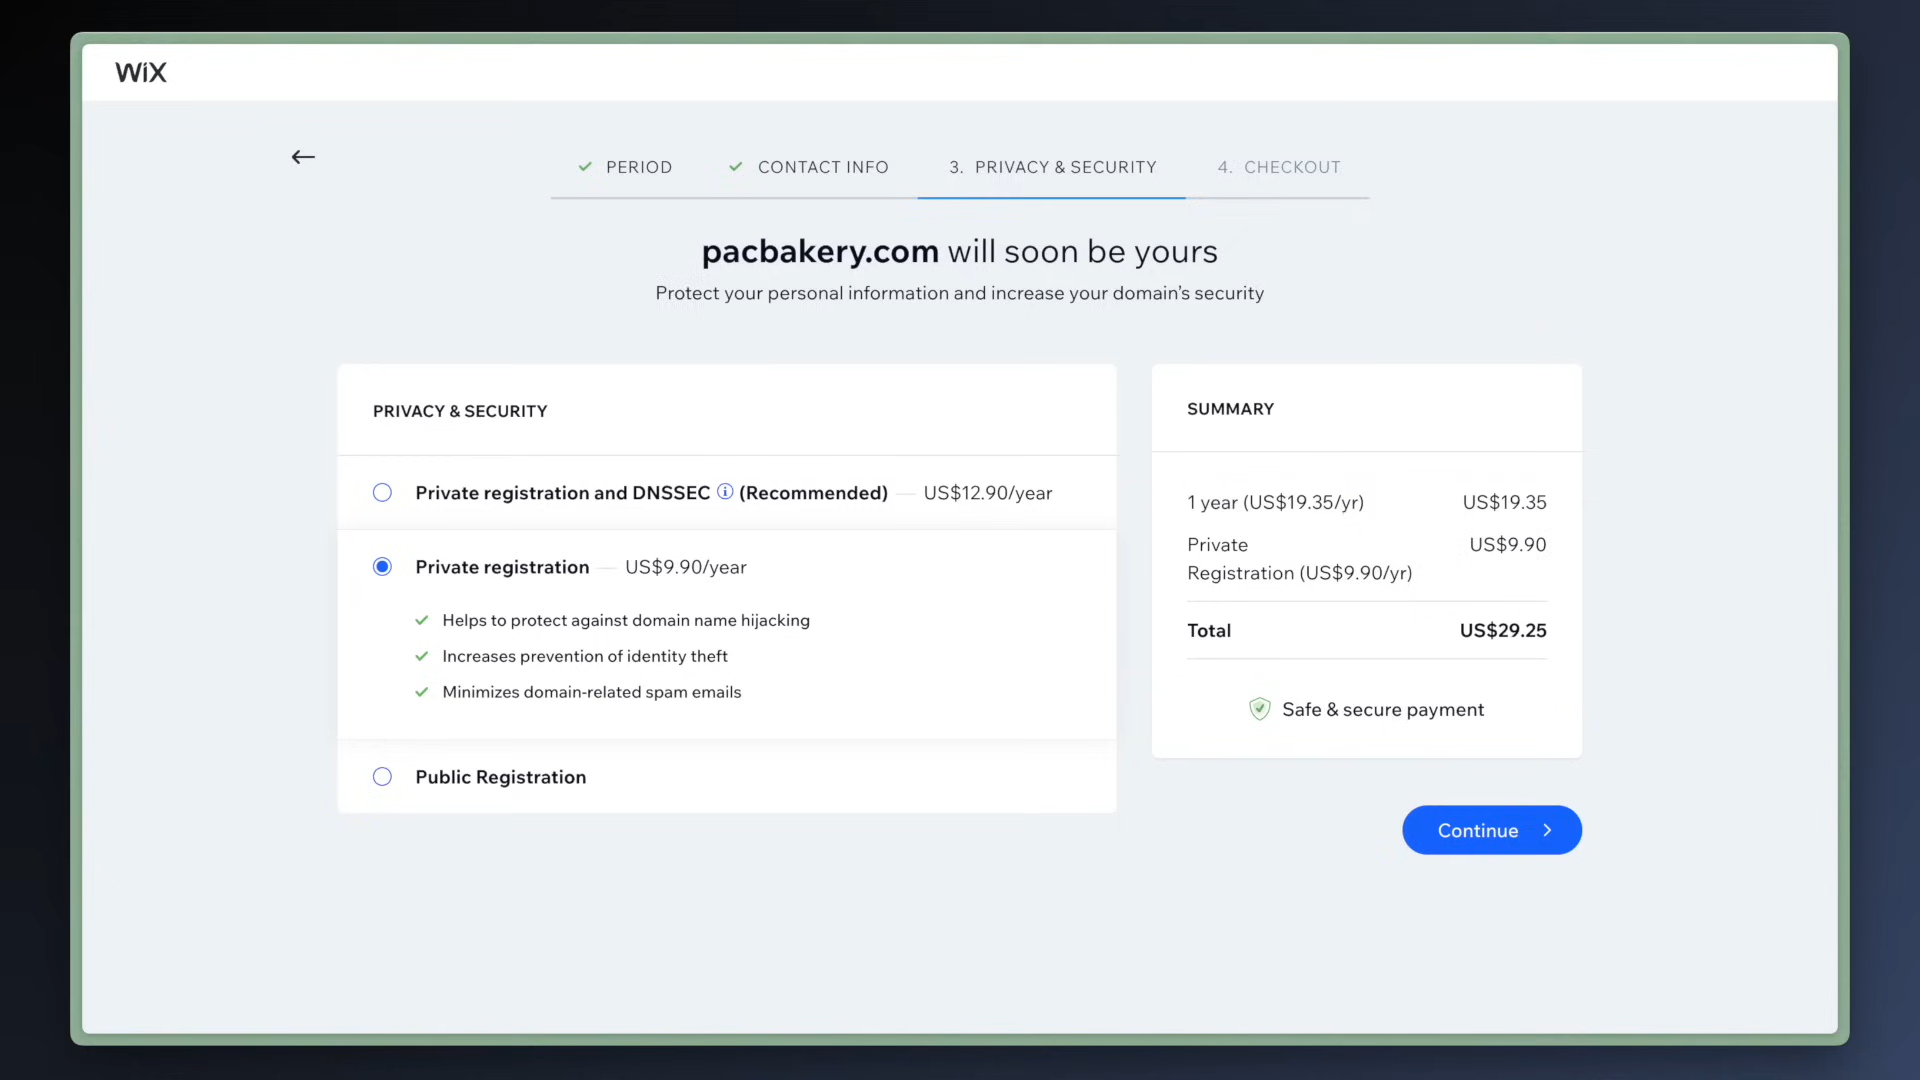 WiX
PERIOD
CONTACT INFO
3. PRIVACY & SECURITY
4. CHECKOUT
pacbakery.com will soon be yours
Protect your personal information and increase your domain's security
PRIVACY & SECURITY
Private registration and DNSSEC (Recommended) — US$12.90/year
Private registration — US$9.90/year
Helps to protect against domain name hijacking
Increases prevention of identity theft
Minimizes domain-related spam emails
Public Registration
SUMMARY
1 year (US$19.35/yr) US$19.35
Private US$9.90
Registration (US$9.90/yr)
Total US$29.25
Safe & secure payment
Continue